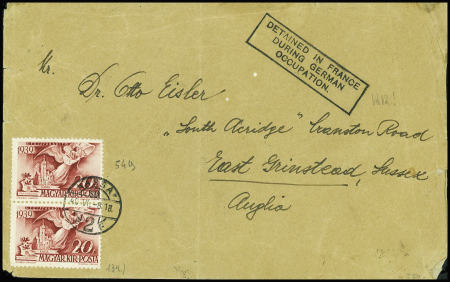 DETAINED IN FRANCE
DURING GERMAN
OCCUPATION.
Dr. Otto Eisler
"South Acridge" Cranston Road
East Grinstead, Sussex
Anglia
1939
20
MAGYAR KIR POSTA
1939
20
MAGYAR KIR POSTA